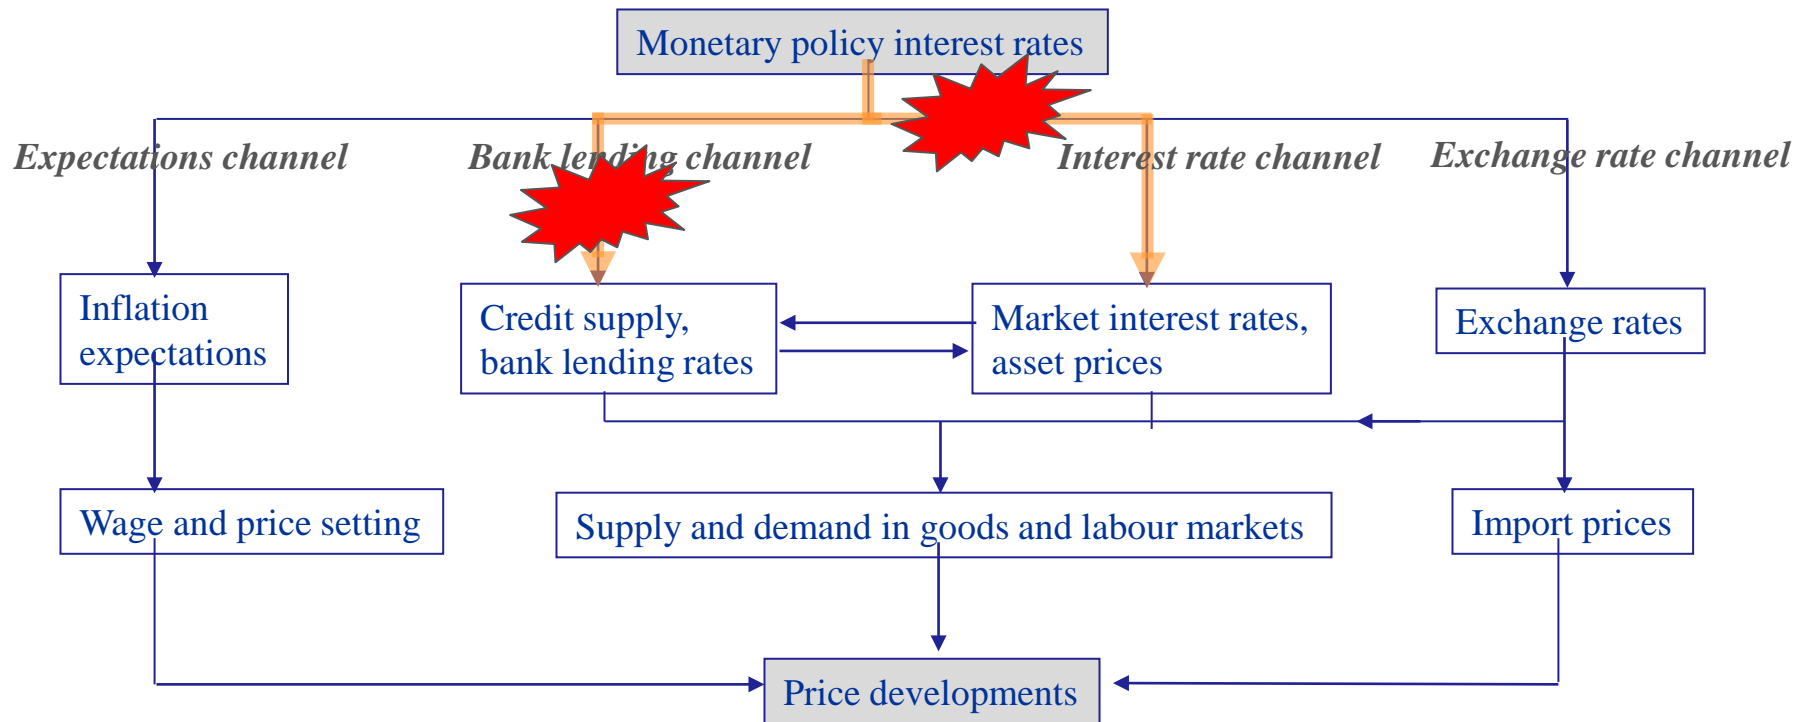 Monetary policy interest rates
Expectations channel
Bank lending channel
Interest rate channel
Exchange rate channel
Inflation
expectations
Credit supply,
bank lending rates
Market interest rates,
asset prices
Exchange rates
Wage and price setting
Supply and demand in goods and labour markets
Import prices
Price developments